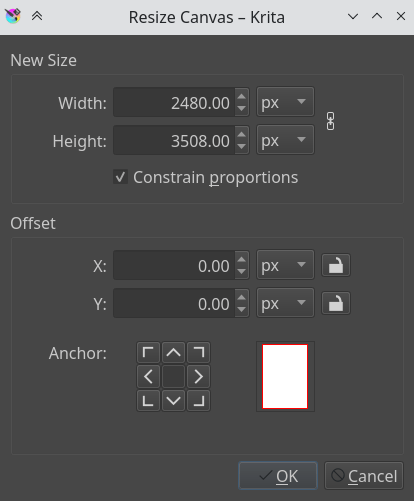 Resize Canvas – Krita
New Size
Width: 2480.00 px
Height: 3508.00 px
Constrain proportions
Offset
X: 0.00 px
Y: 0.00 px
Anchor:
OK Cancel